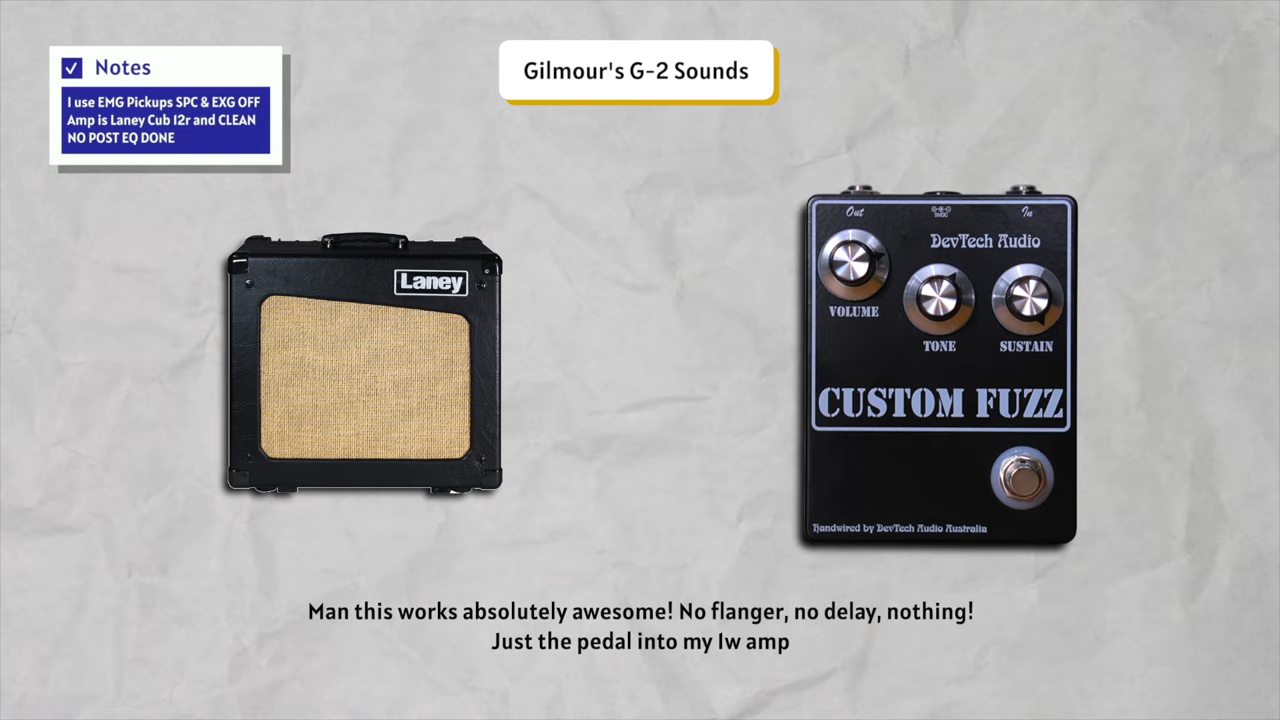 Notes
I use EMG Pickups SPC & EXG OFF
Amp is Laney Cub 12r and CLEAN
NO POST EQ DONE
Gilmour's G-2 Sounds
Laney
Out
9VDC
In
DevTech Audio
VOLUME
TONE
SUSTAIN
CUSTOM FUZZ
Handwired by DevTech Audio Australia
Man this works absolutely awesome! No flanger, no delay, nothing!
Just the pedal into my 1w amp